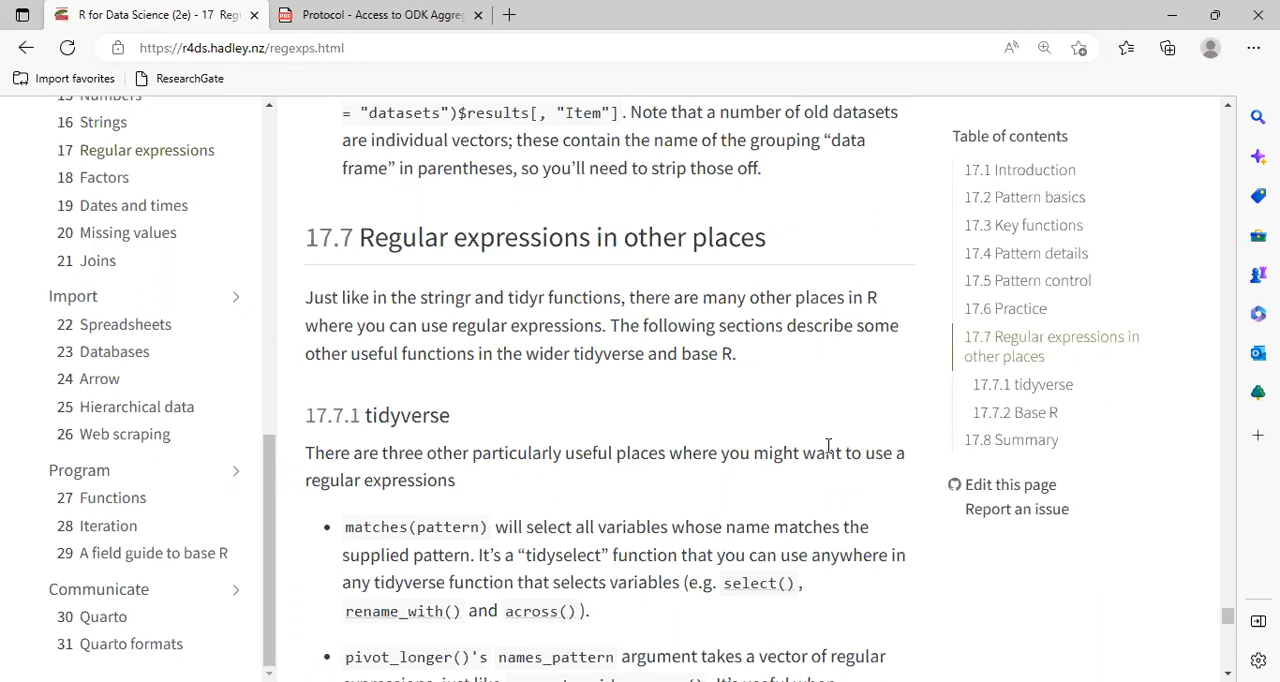 R for Data Science (2e) - 17 Reg
Protocol - Access to ODK Aggreg
https://r4ds.hadley.nz/regexps.html
Import favorites
ResearchGate
15 Numbers
16 Strings
17 Regular expressions
18 Factors
19 Dates and times
20 Missing values
21 Joins
Import
22 Spreadsheets
23 Databases
24 Arrow
25 Hierarchical data
26 Web scraping
Program
27 Functions
28 Iteration
29 A field guide to base R
Communicate
30 Quarto
31 Quarto formats
= "datasets")$results[, "Item"]. Note that a number of old datasets
are individual vectors; these contain the name of the grouping “data
frame” in parentheses, so you’ll need to strip those off.
17.7 Regular expressions in other places
Just like in the stringr and tidyr functions, there are many other places in R
where you can use regular expressions. The following sections describe some
other useful functions in the wider tidyverse and base R.
17.7.1 tidyverse
There are three other particularly useful places where you might want to use a
regular expressions
• matches(pattern) will select all variables whose name matches the
supplied pattern. It’s a “tidyselect” function that you can use anywhere in
any tidyverse function that selects variables (e.g. select(),
rename_with() and across()).
• pivot_longer()'s names_pattern argument takes a vector of regular
Table of contents
17.1 Introduction
17.2 Pattern basics
17.3 Key functions
17.4 Pattern details
17.5 Pattern control
17.6 Practice
17.7 Regular expressions in
other places
17.7.1 tidyverse
17.7.2 Base R
17.8 Summary
Edit this page
Report an issue